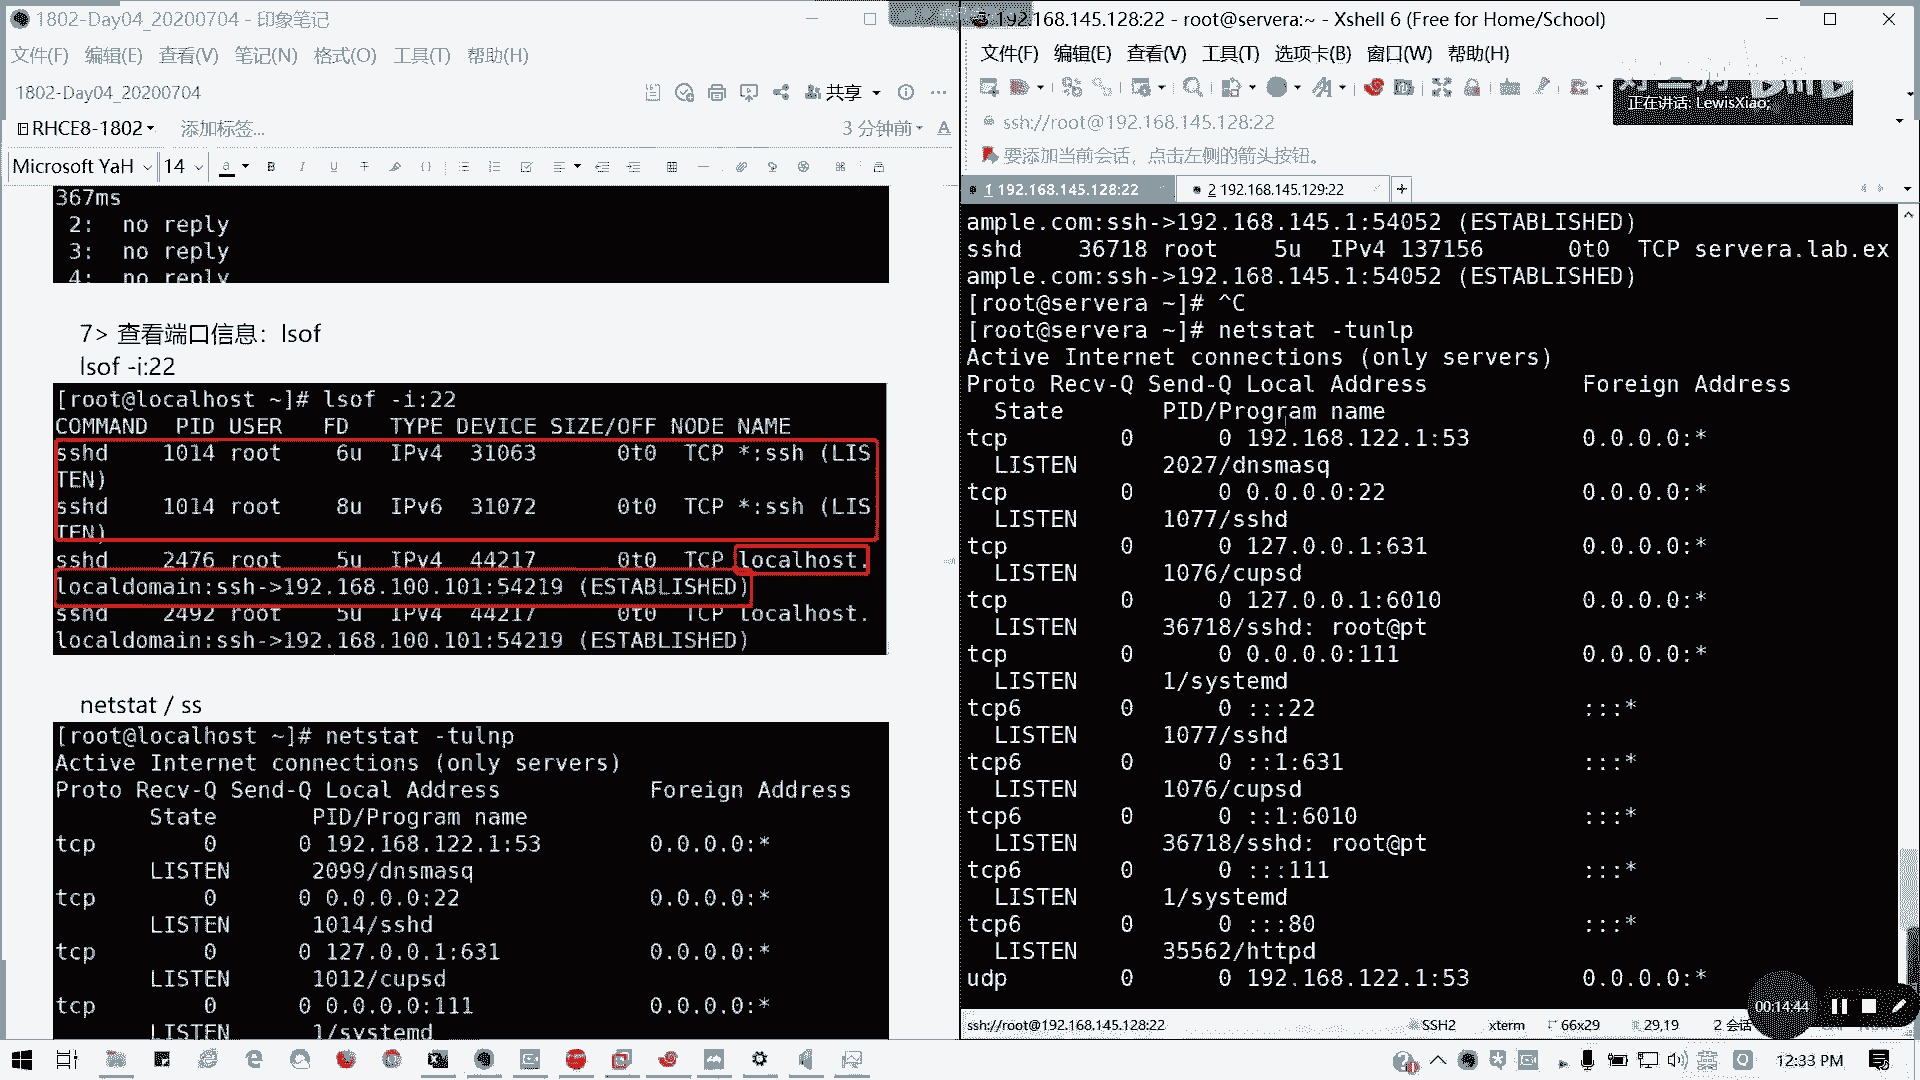 1802-Day04_20200704 - 印象笔记
文件(F) 编辑(E) 查看(V) 笔记(N) 格式(O) 工具(T) 帮助(H)
1802-Day04_20200704
共享
RHCE8-1802
添加标签...
3 分钟前
Microsoft YaH 14
367ms
2: no reply
3: no reply
4: no reply
7> 查看端口信息：lsof
lsof -i:22
[root@localhost ~]# lsof -i:22
COMMAND PID USER FD TYPE DEVICE SIZE/OFF NODE NAME
sshd 1014 root 6u IPv4 31063 0t0 TCP *:ssh (LIS
TEN)
sshd 1014 root 8u IPv6 31072 0t0 TCP *:ssh (LIS
TEN)
sshd 2476 root 5u IPv4 44217 0t0 TCP localhost.
localdomain:ssh->192.168.100.101:54219 (ESTABLISHED)
sshd 2492 root 5u IPv4 44217 0t0 TCP localhost.
localdomain:ssh->192.168.100.101:54219 (ESTABLISHED)
netstat / ss
[root@localhost ~]# netstat -tulnp
Active Internet connections (only servers)
Proto Recv-Q Send-Q Local Address Foreign Address
State PID/Program name
tcp 0 0 192.168.122.1:53 0.0.0.0:*
LISTEN 2099/dnsmasq
tcp 0 0 0.0.0.0:22 0.0.0.0:*
LISTEN 1014/sshd
tcp 0 0 127.0.0.1:631 0.0.0.0:*
LISTEN 1012/cupsd
tcp 0 0 0.0.0.0:111 0.0.0.0:*
LISTEN 1/systemd
192.168.145.128:22 - root@servera:~ - Xshell 6 (Free for Home/School)
文件(F) 编辑(E) 查看(V) 工具(T) 选项卡(B) 窗口(W) 帮助(H)
正在讲话: LewisXiao;
ssh://root@192.168.145.128:22
要添加当前会话，点击左侧的箭头按钮。
1 192.168.145.128:22
2 192.168.145.129:22
ample.com:ssh->192.168.145.1:54052 (ESTABLISHED)
sshd 36718 root 5u IPv4 137156 0t0 TCP servera.lab.ex
ample.com:ssh->192.168.145.1:54052 (ESTABLISHED)
[root@servera ~]# ^C
[root@servera ~]# netstat -tunlp
Active Internet connections (only servers)
Proto Recv-Q Send-Q Local Address Foreign Address
State PID/Program name
tcp 0 0 192.168.122.1:53 0.0.0.0:*
LISTEN 2027/dnsmasq
tcp 0 0 0.0.0.0:22 0.0.0.0:*
LISTEN 1077/sshd
tcp 0 0 127.0.0.1:631 0.0.0.0:*
LISTEN 1076/cupsd
tcp 0 0 127.0.0.1:6010 0.0.0.0:*
LISTEN 36718/sshd: root@pt
tcp 0 0 0.0.0.0:111 0.0.0.0:*
LISTEN 1/systemd
tcp6 0 0 :::22 :::*
LISTEN 1077/sshd
tcp6 0 0 ::1:631 :::*
LISTEN 1076/cupsd
tcp6 0 0 ::1:6010 :::*
LISTEN 36718/sshd: root@pt
tcp6 0 0 :::111 :::*
LISTEN 1/systemd
tcp6 0 0 :::80 :::*
LISTEN 35562/httpd
udp 0 0 192.168.122.1:53 0.0.0.0:*
00:14:44
ssh://root@192.168.145.128:22 SSH2 xterm 66x29 29,19 2 会话
12:33 PM